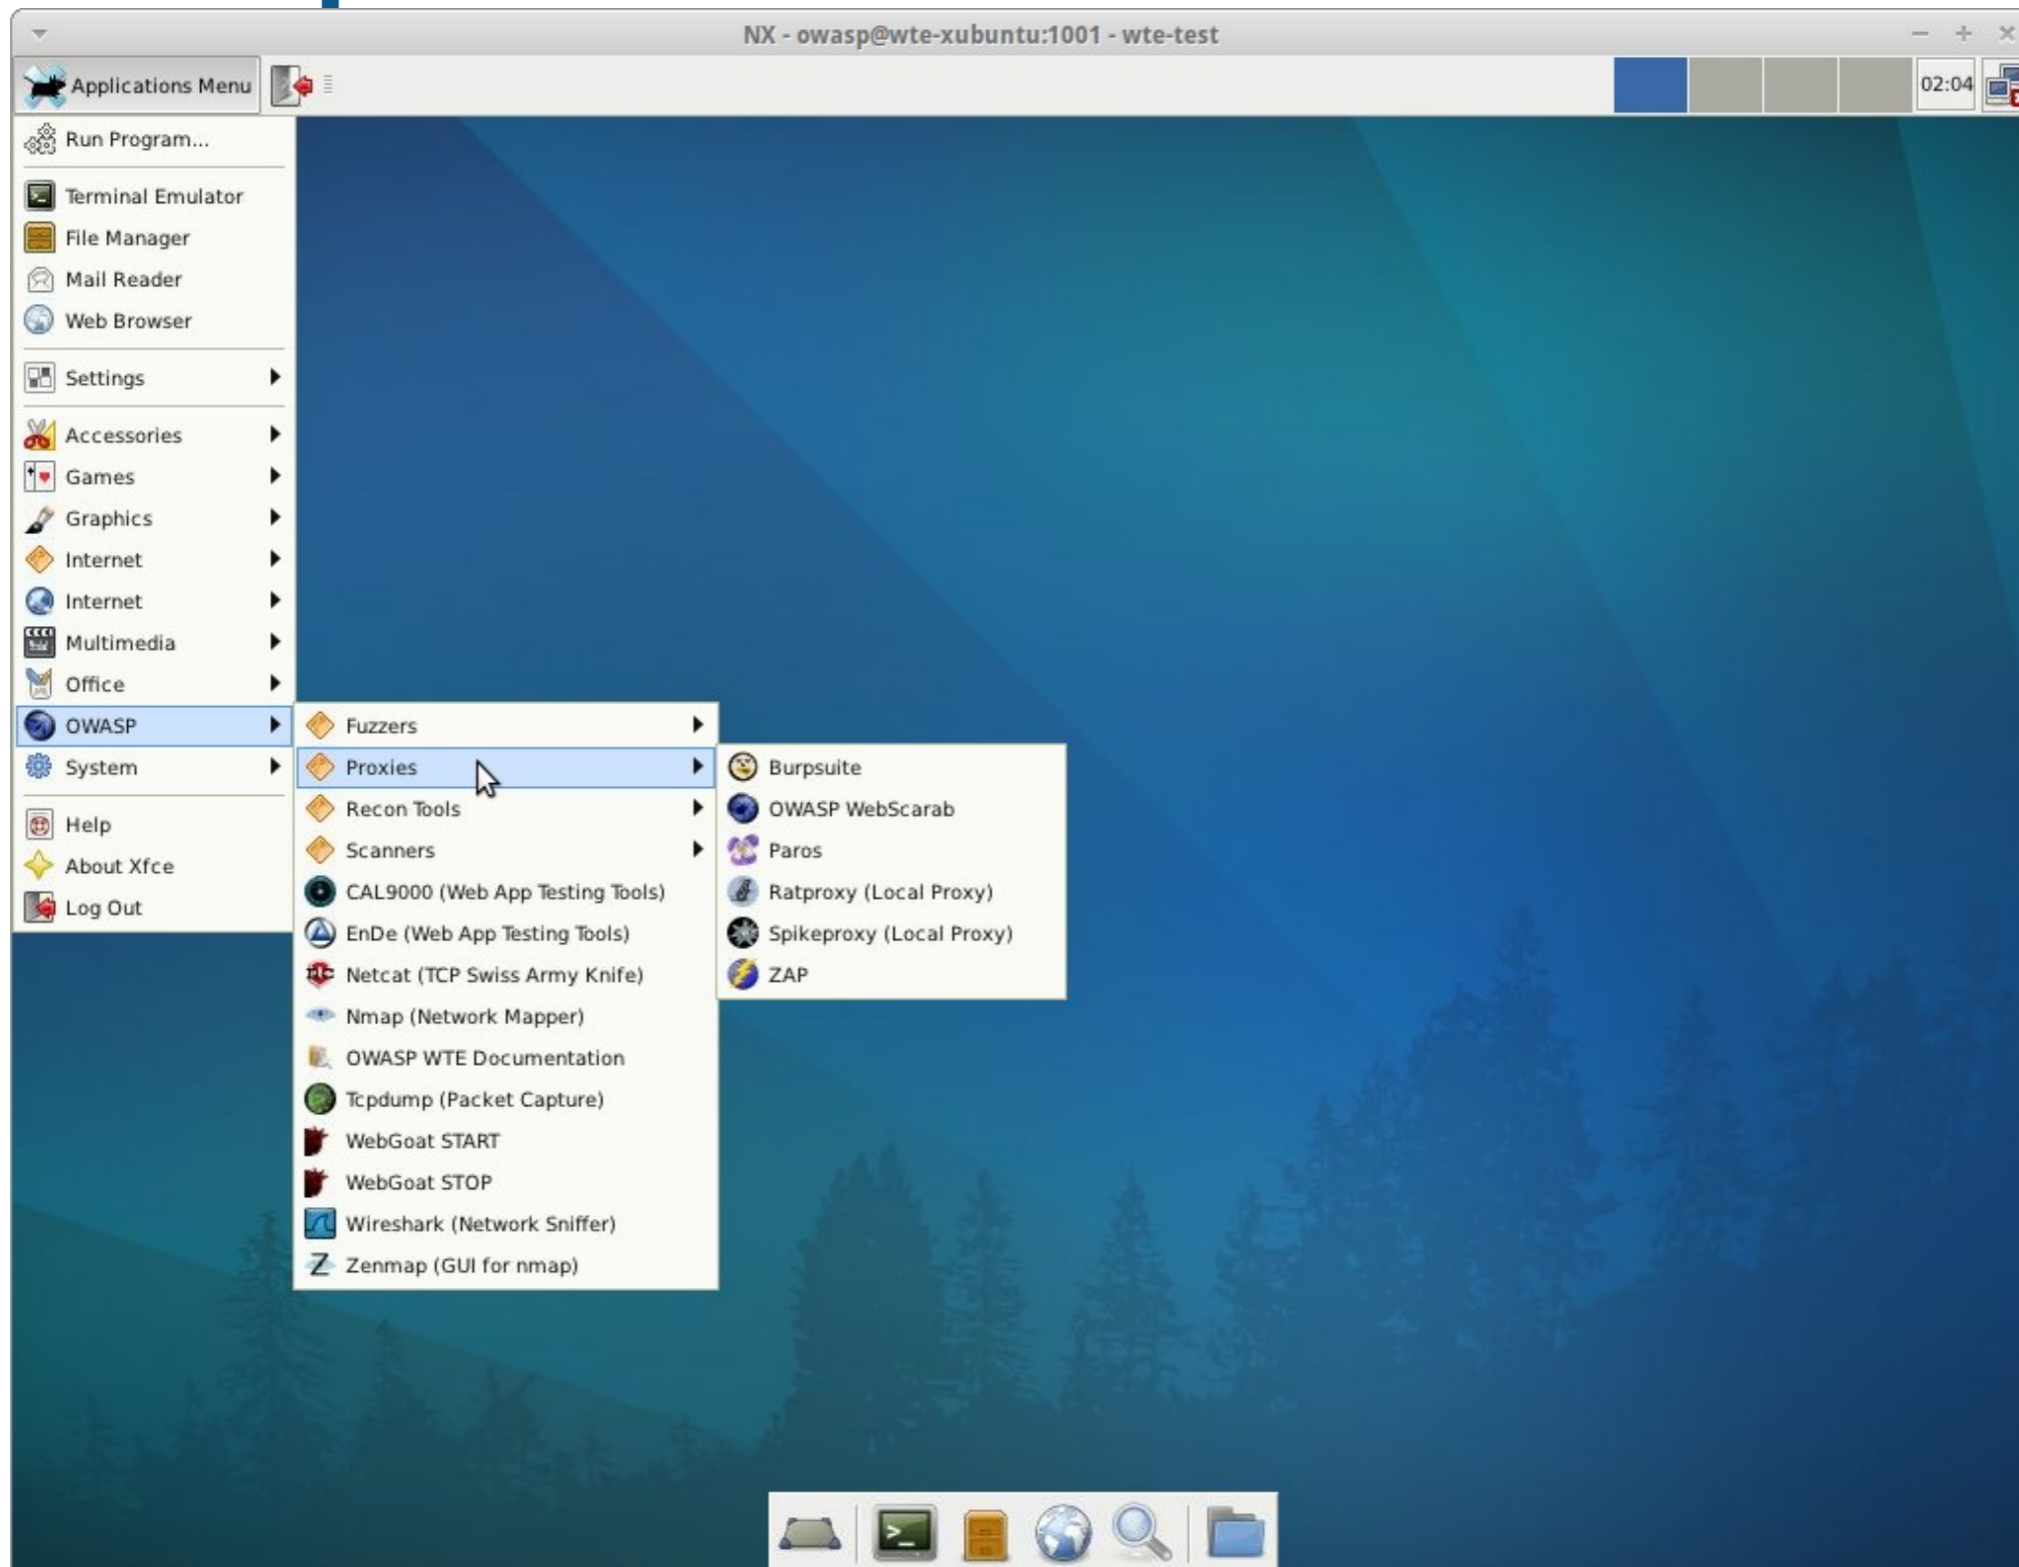 NX - owasp@wte-xubuntu:1001 - wte-test
Applications Menu
02:04
Run Program...
Terminal Emulator
File Manager
Mail Reader
Web Browser
Settings
Accessories
Games
Graphics
Internet
Internet
Multimedia
Office
OWASP
System
Help
About Xfce
Log Out
Fuzzers
Proxies
Recon Tools
Scanners
CAL9000 (Web App Testing Tools)
EnDe (Web App Testing Tools)
Netcat (TCP Swiss Army Knife)
Nmap (Network Mapper)
OWASP WTE Documentation
Tcpdump (Packet Capture)
WebGoat START
WebGoat STOP
Wireshark (Network Sniffer)
Zenmap (GUI for nmap)
Burpsuite
OWASP WebScarab
Paros
Ratproxy (Local Proxy)
Spikeproxy (Local Proxy)
ZAP